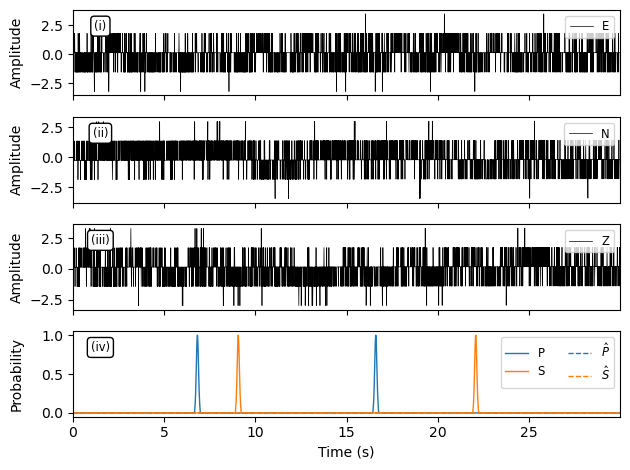 (i)
E
Amplitude
2.5
0.0
−2.5
(ii)
N
Amplitude
2.5
0.0
−2.5
(iii)
Z
Amplitude
2.5
0.0
−2.5
(iv)
P
S
P̂
Ŝ
Probability
1.0
0.5
0.0
0 5 10 15 20 25
Time (s)